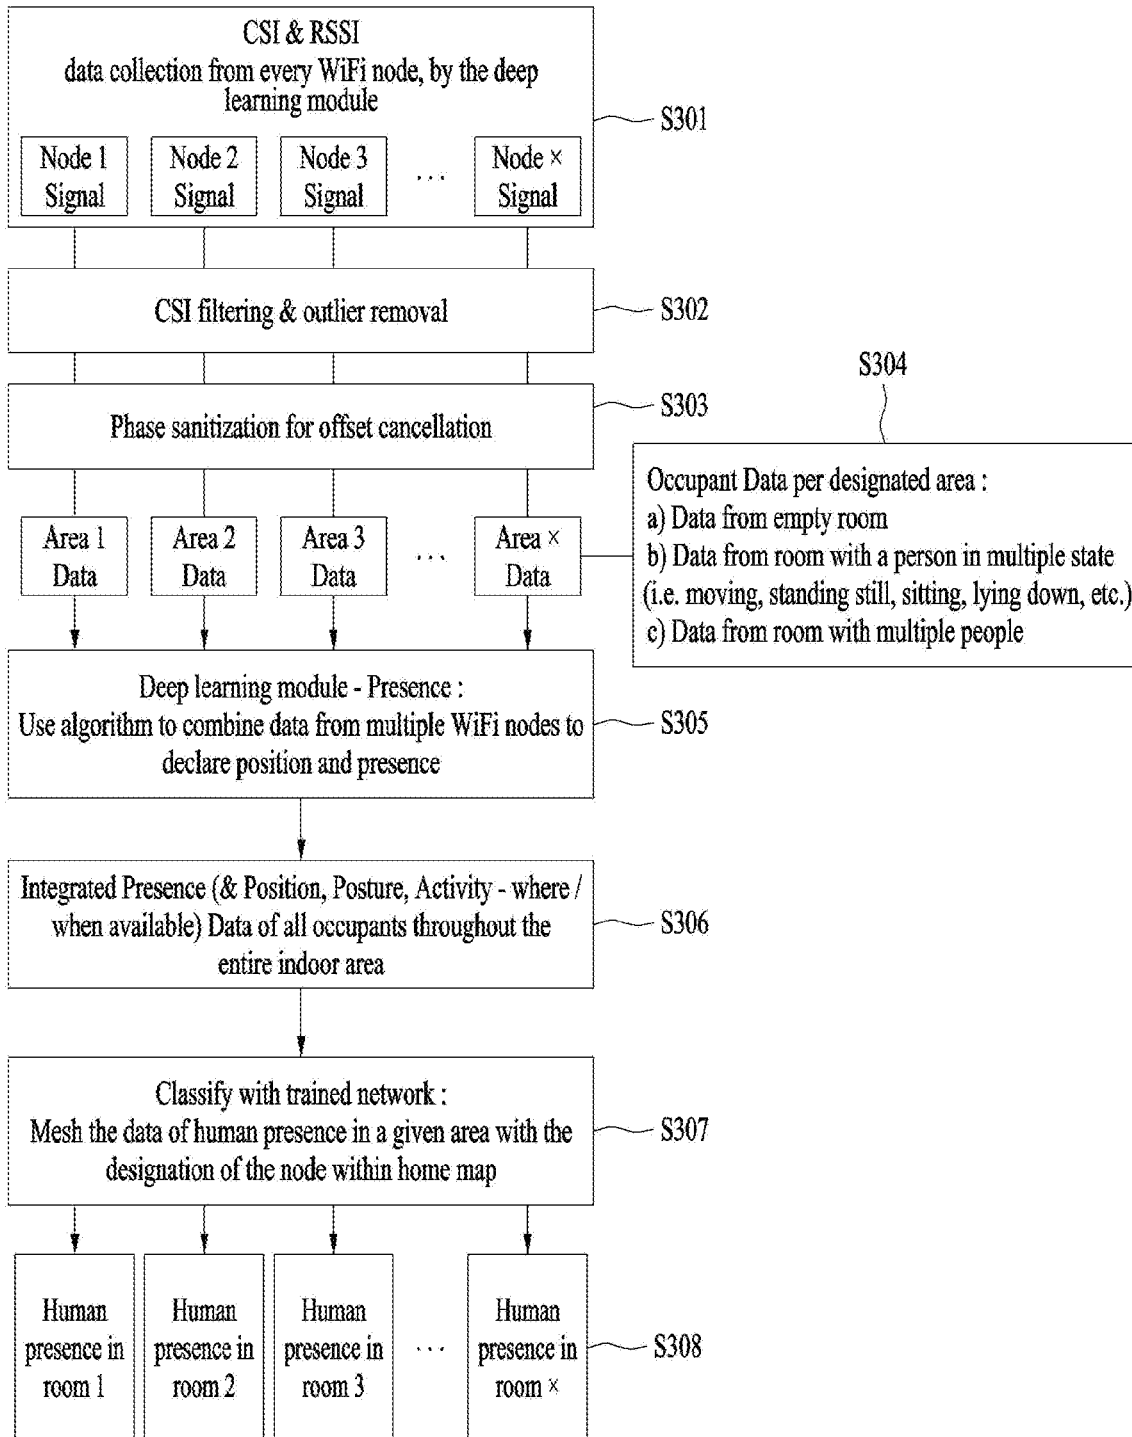 CSI & RSSI
data collection from every WiFi node, by the deep
learning module
S301
Node 1
Signal
Node 2
Signal
Node 3
Signal
...
Node ×
Signal
CSI filtering & outlier removal
S302
Phase sanitization for offset cancellation
S303
S304
Occupant Data per designated area :
a) Data from empty room
b) Data from room with a person in multiple state
(i.e. moving, standing still, sitting, lying down, etc.)
c) Data from room with multiple people
Area 1
Data
Area 2
Data
Area 3
Data
...
Area ×
Data
Deep learning module - Presence :
Use algorithm to combine data from multiple WiFi nodes to
declare position and presence
S305
Integrated Presence (& Position, Posture, Activity - where /
when available) Data of all occupants throughout the
entire indoor area
S306
Classify with trained network :
Mesh the data of human presence in a given area with the
designation of the node within home map
S307
Human
presence in
room 1
Human
presence in
room 2
Human
presence in
room 3
...
Human
presence in
room ×
S308